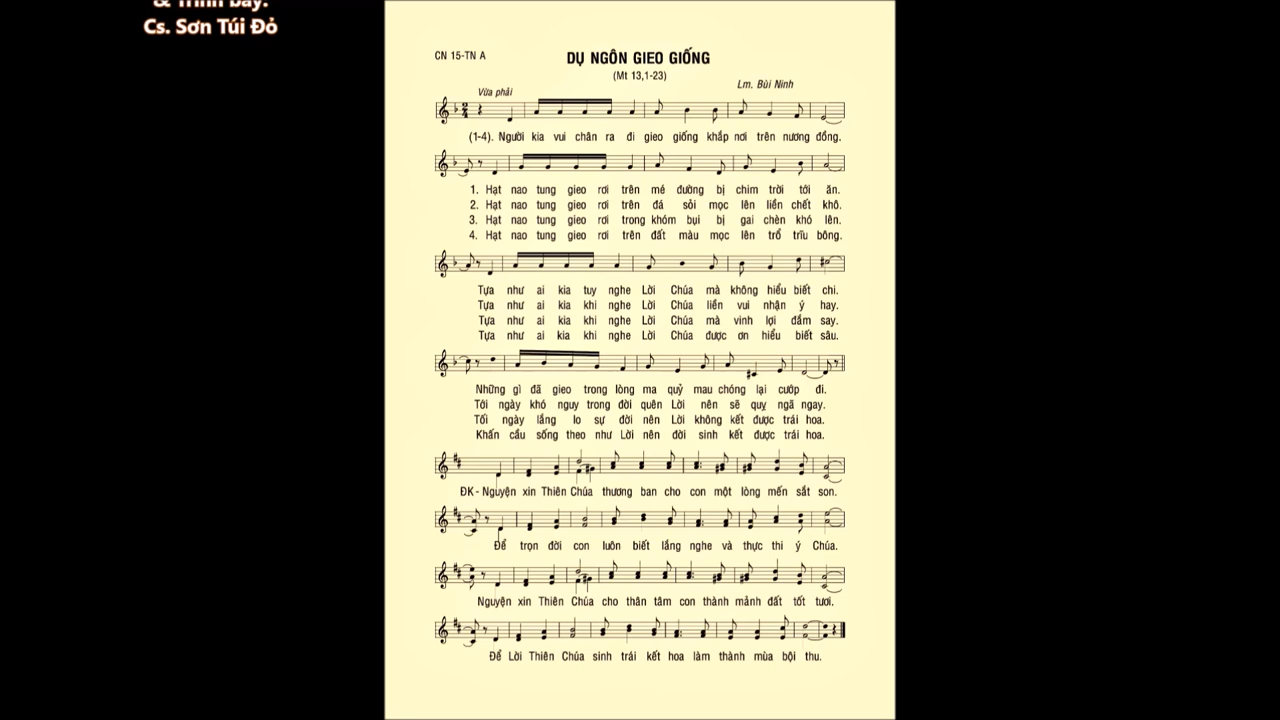 & Trình bày:
Cs. Sơn Túi Đỏ
CN 15-TN A
DỤ NGÔN GIEO GIỐNG
(Mt 13,1-23)
Lm. Bùi Ninh
Vừa phải
(1-4). Người kia vui chân ra đi gieo giống khắp nơi trên nương đồng.
1. Hạt nao tung gieo rơi trên mé đường bị chim trời tới ăn.
2. Hạt nao tung gieo rơi trên đá sỏi mọc lên liền chết khô.
3. Hạt nao tung gieo rơi trong khóm bụi bị gai chèn khó lên.
4. Hạt nao tung gieo rơi trên đất màu mọc lên trổ trĩu bông.
Tựa như ai kia tuy nghe Lời Chúa mà không hiểu biết chi.
Tựa như ai kia khi nghe Lời Chúa liền vui nhận ý hay.
Tựa như ai kia khi nghe Lời Chúa mà vinh lợi đắm say.
Tựa như ai kia khi nghe Lời Chúa được ơn hiểu biết sâu.
Những gì đã gieo trong lòng ma quỷ mau chóng lại cướp đi.
Tới ngày khó nguy trong đời quên Lời nên sẽ quỵ ngã ngay.
Tối ngày lắng lo sự đời nên Lời không kết được trái hoa.
Khấn cầu sống theo như Lời nên đời sinh kết được trái hoa.
ĐK- Nguyện xin Thiên Chúa thương ban cho con một lòng mến sắt son.
Để trọn đời con luôn biết lắng nghe và thực thi ý Chúa.
Nguyện xin Thiên Chúa cho thân tâm con thành mảnh đất tốt tươi.
Để Lời Thiên Chúa sinh trái kết hoa làm thành mùa bội thu.